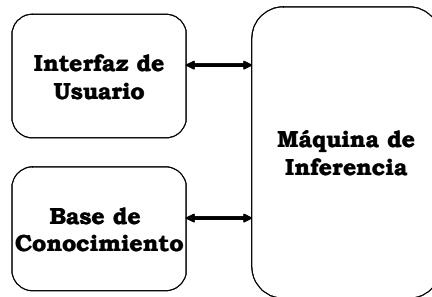 Interfaz de
Usuario
Máquina de
Inferencia
Base de
Conocimiento